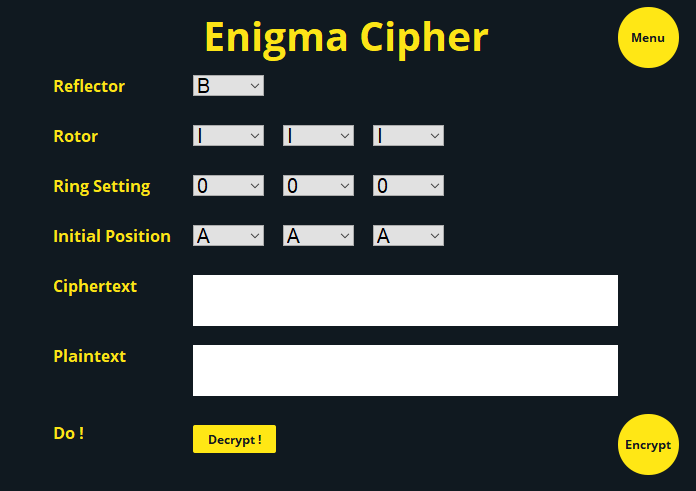 Enigma Cipher
Menu
Reflector B
Rotor I I I
Ring Setting 0 0 0
Initial Position A A A
Ciphertext
Plaintext
Do ! Decrypt !
Encrypt